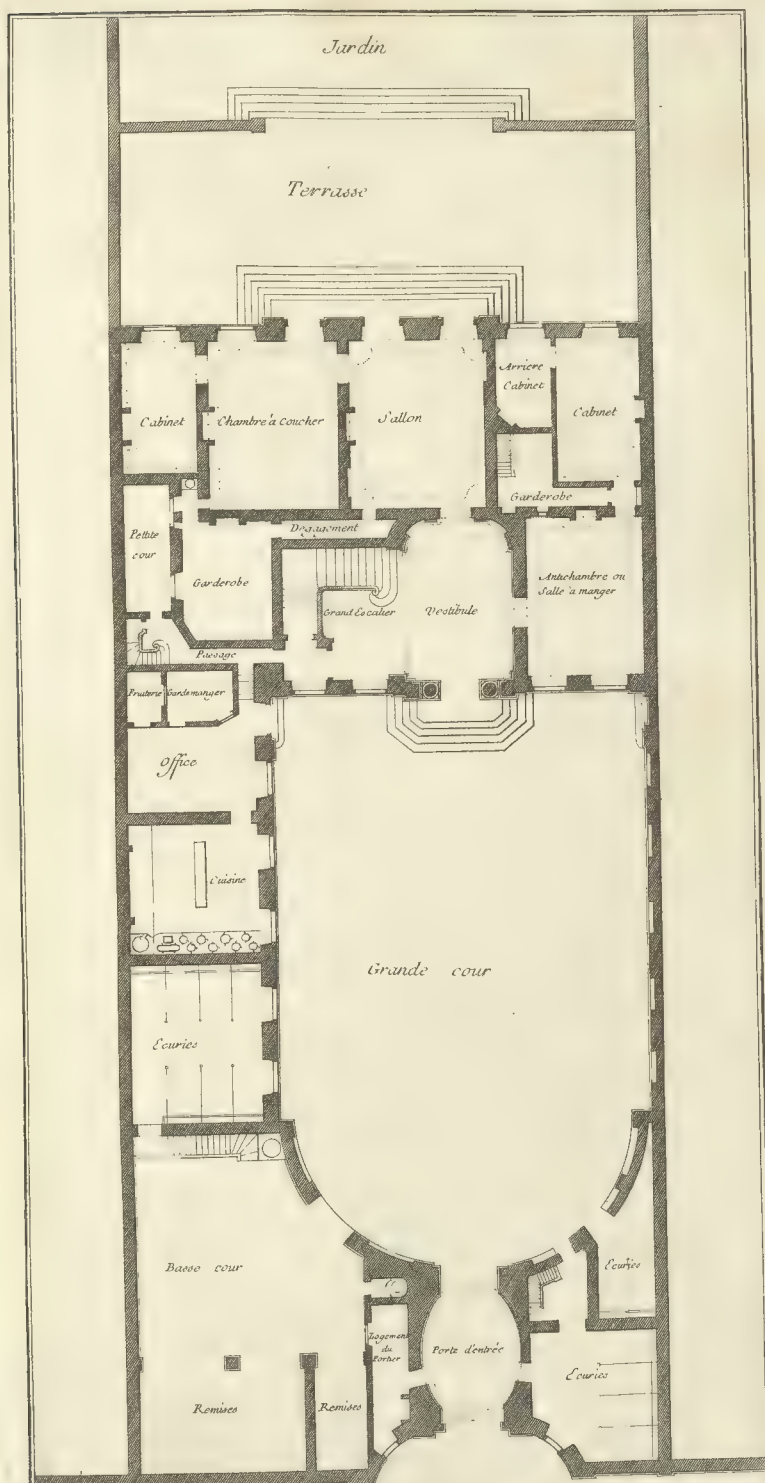 Jardin
Terrasse
Cabinet
Chambre à Coucher
Sallon
Arriere
Cabinet
Cabinet
Garderobe
Pettite
cour
Garderobe
Dégagement
Grand Escalier
Vestibule
Antichambre ou
Salle à manger
Passage
Fruiterie
Gardemanger
Office
Cuisine
Grande cour
Ecuries
Basse cour
Ecuries
Logement
du
Portier
Porte d'entrée
Ecuries
Remises
Remises